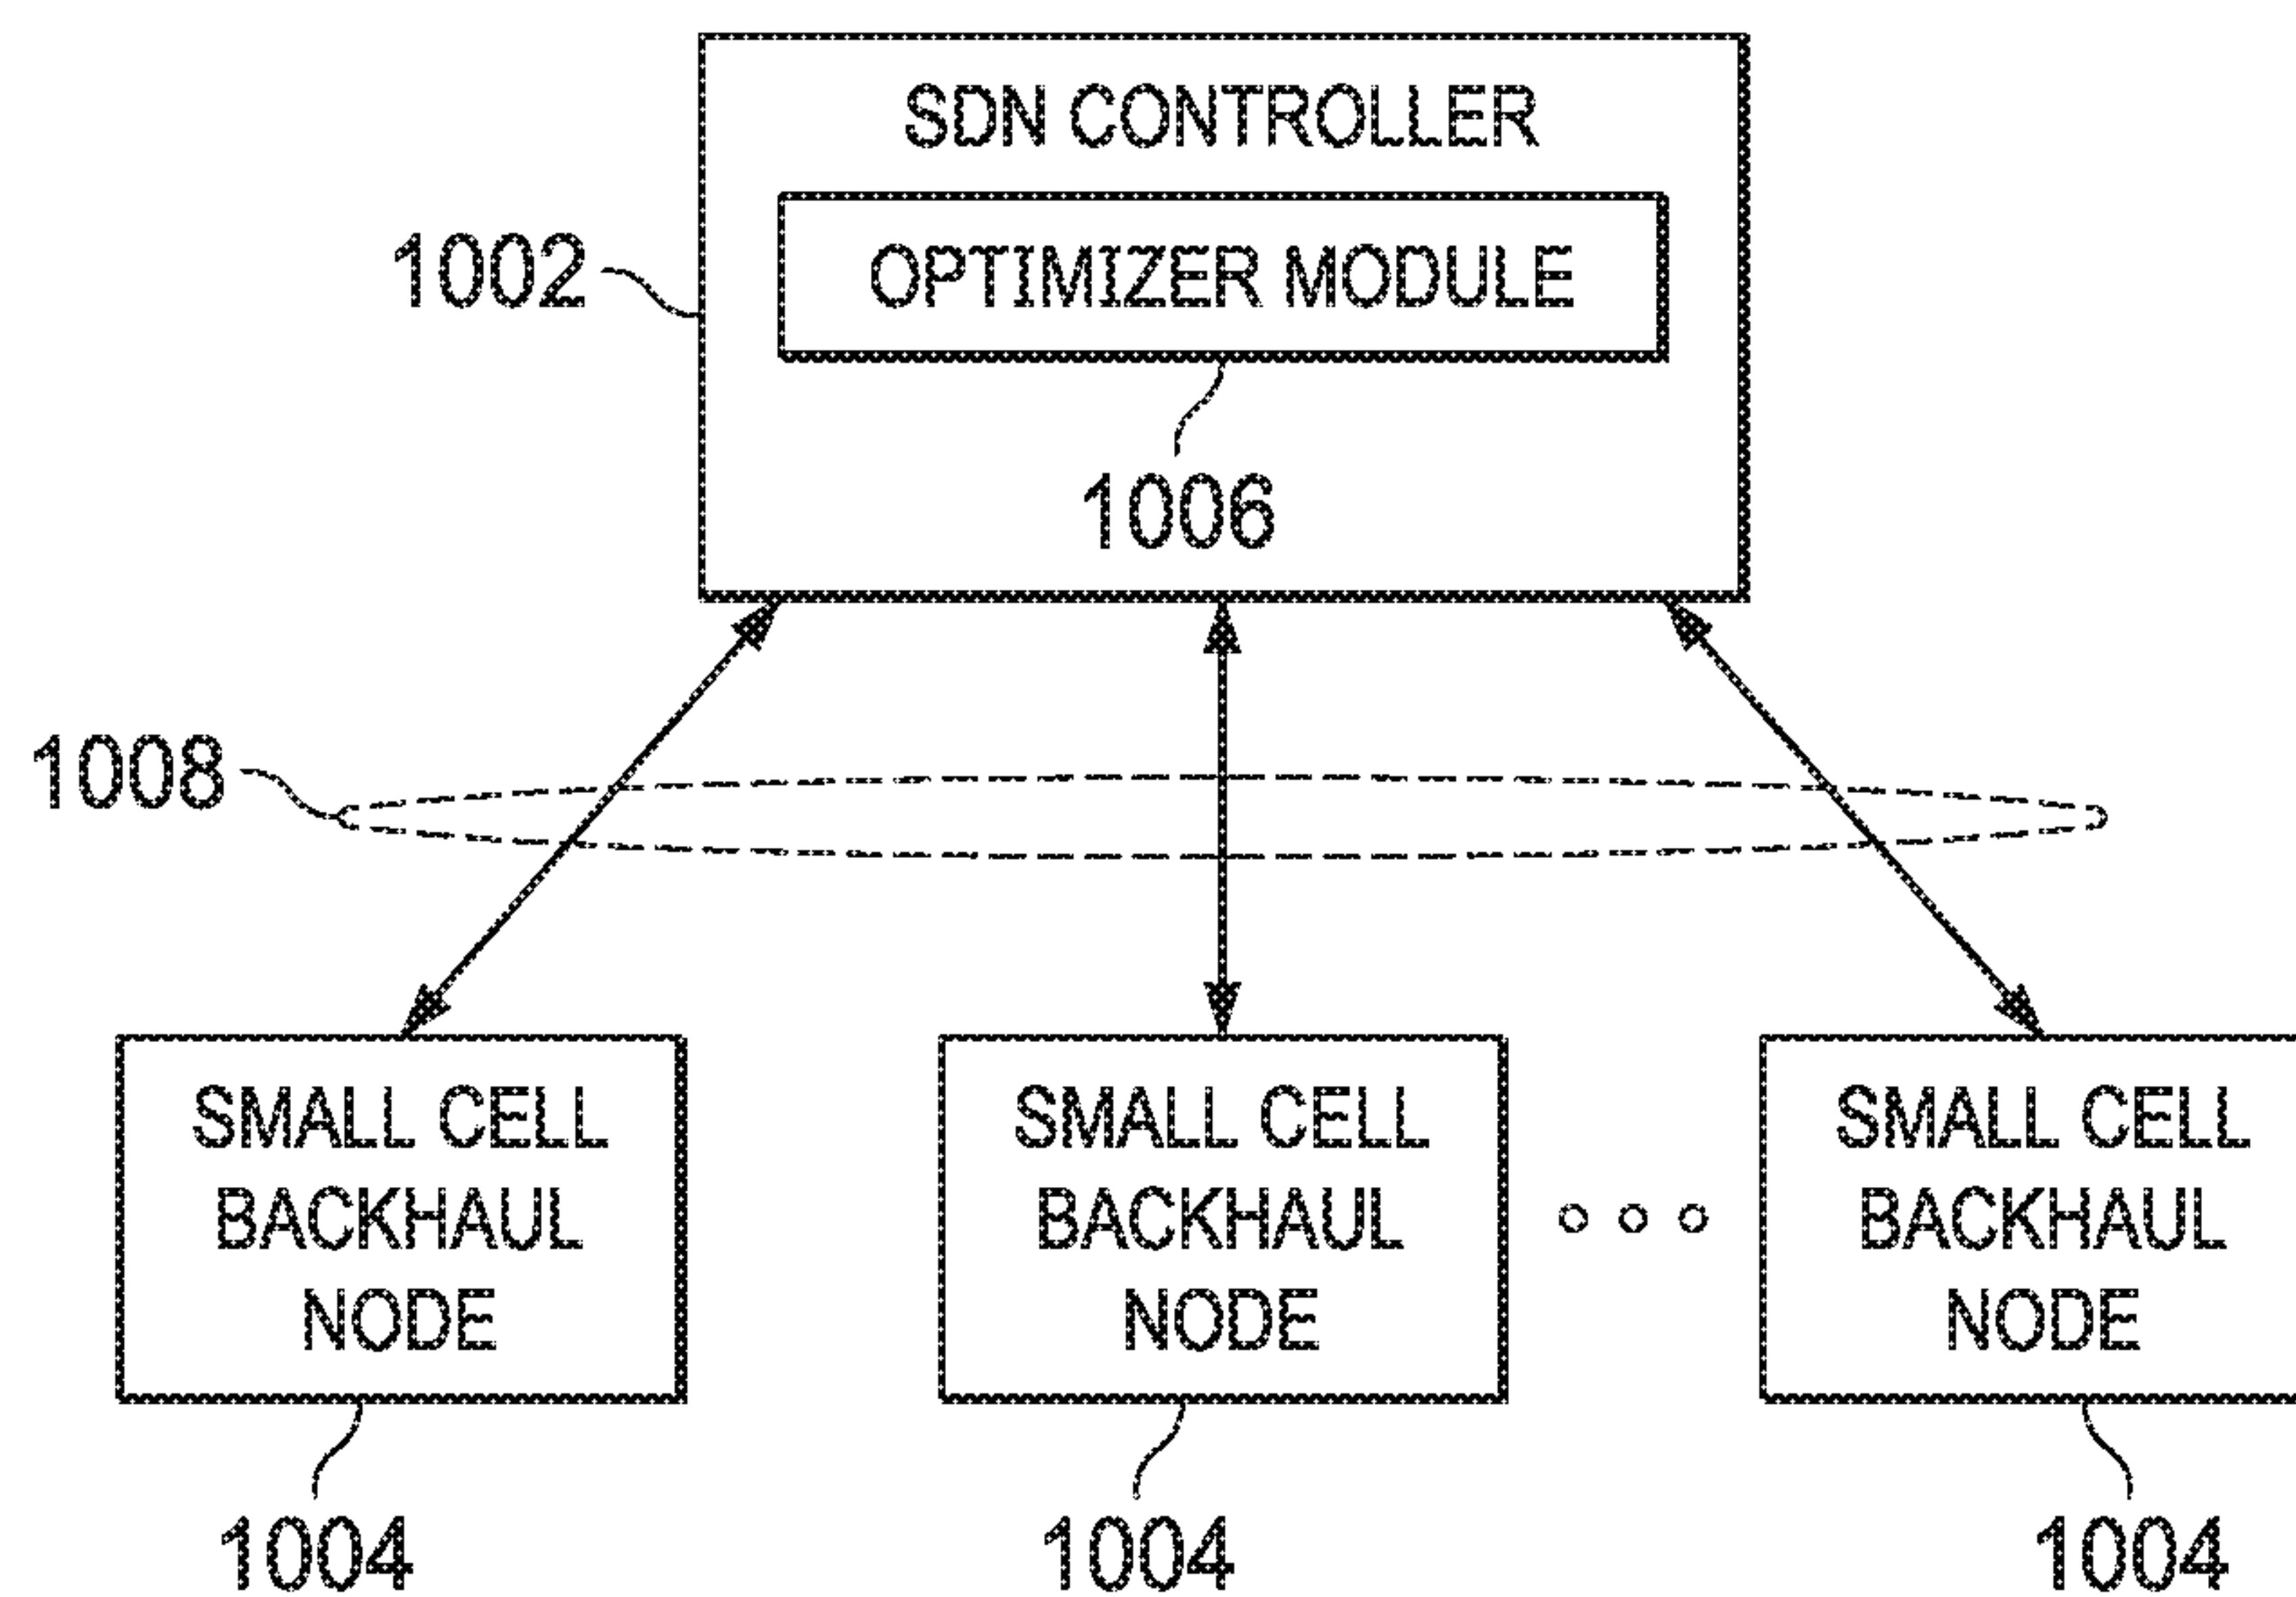 SDN CONTROLLER
OPTIMIZER MODULE
1002
1006
1008
SMALL CELL
BACKHAUL
NODE
SMALL CELL
BACKHAUL
NODE
SMALL CELL
BACKHAUL
NODE
1004
1004
1004